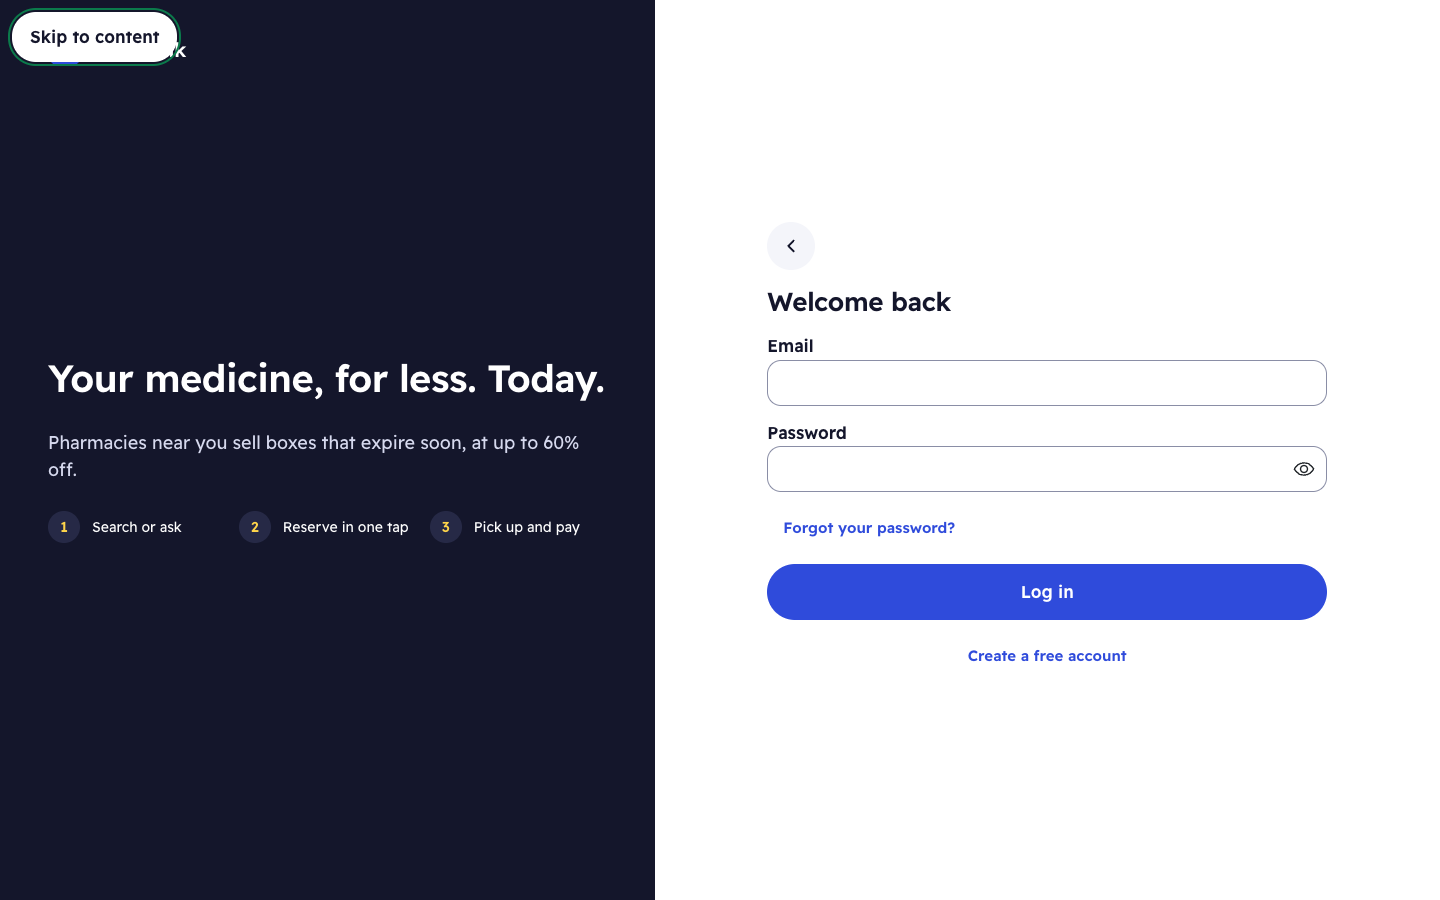 Skip to content
Your medicine, for less. Today.
Pharmacies near you sell boxes that expire soon, at up to 60%
off.
1 Search or ask
2 Reserve in one tap
3 Pick up and pay
Welcome back
Email
Password
Forgot your password?
Log in
Create a free account